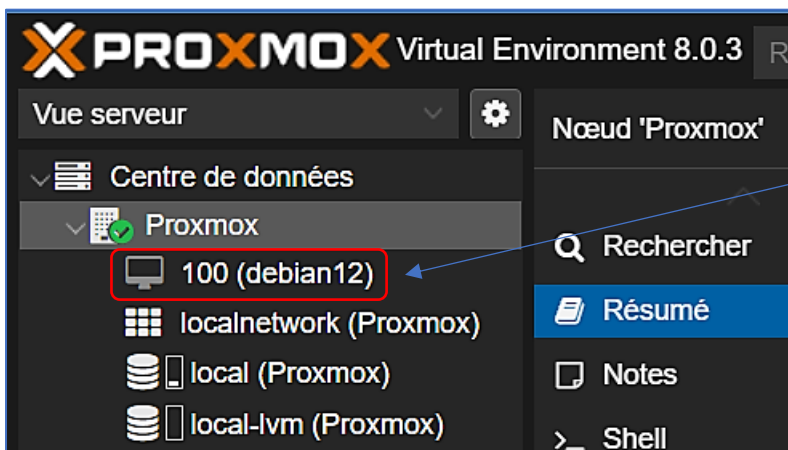 PROXMOX Virtual Environment 8.0.3 R
Vue serveur
Centre de données
Proxmox
100 (debian12)
localnetwork (Proxmox)
local (Proxmox)
local-lvm (Proxmox)
Nœud 'Proxmox'
Rechercher
Résumé
Notes
>_ Shell